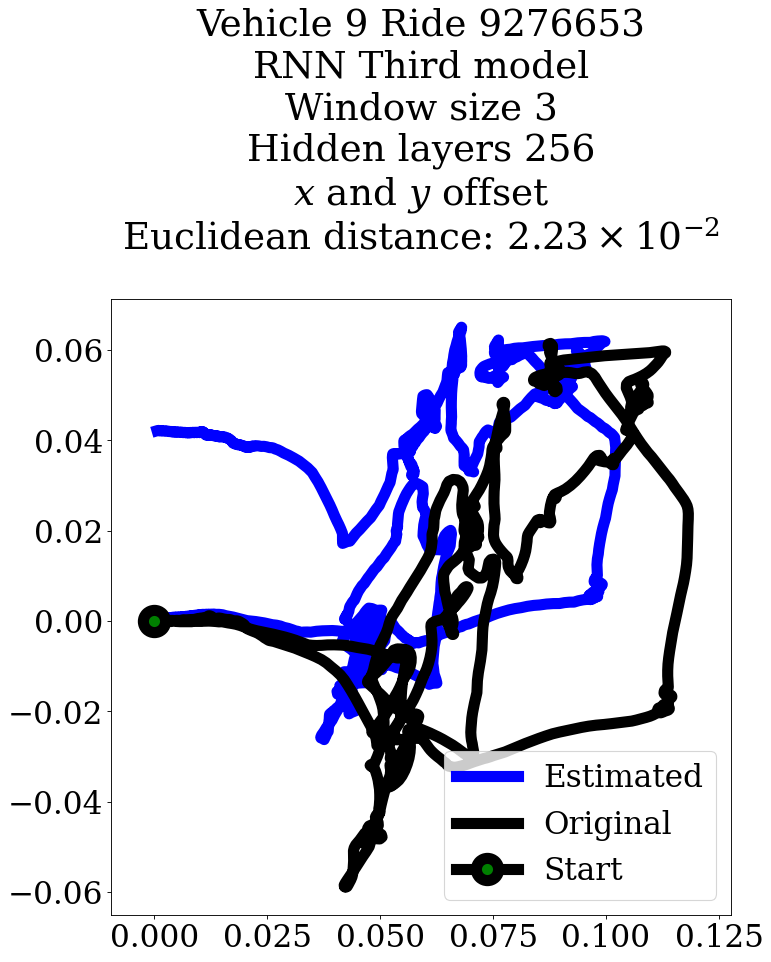 Vehicle 9 Ride 9276653
RNN Third model
Window size 3
Hidden layers 256
x and y offset
Euclidean distance: 2.23 × 10⁻²
0.06
0.04
0.02
0.00
−0.02
−0.04
−0.06
Estimated
Original
Start
0.000 0.025 0.050 0.075 0.100 0.125